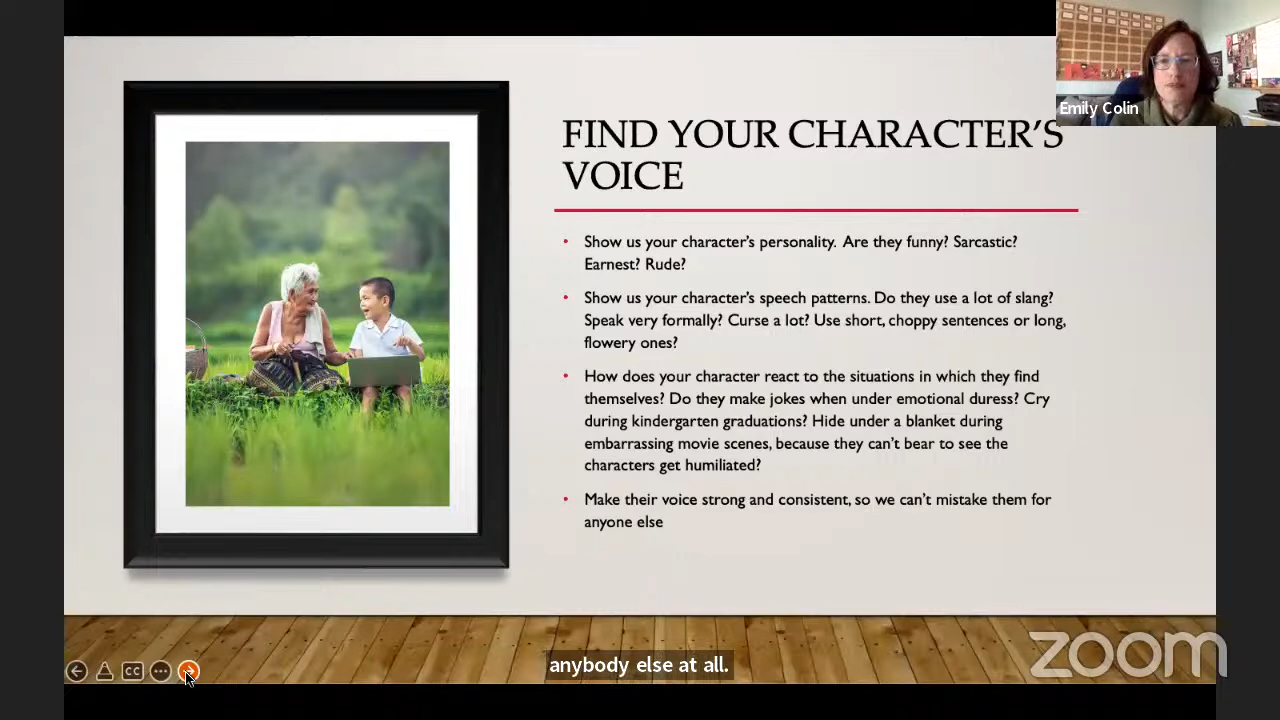 Emily Colin
FIND YOUR CHARACTER'S
VOICE
• Show us your character's personality. Are they funny? Sarcastic?
Earnest? Rude?
• Show us your character's speech patterns. Do they use a lot of slang?
Speak very formally? Curse a lot? Use short, choppy sentences or long,
flowery ones?
• How does your character react to the situations in which they find
themselves? Do they make jokes when under emotional duress? Cry
during kindergarten graduations? Hide under a blanket during
embarrassing movie scenes, because they can't bear to see the
characters get humiliated?
• Make their voice strong and consistent, so we can't mistake them for
anyone else
anybody else at all.
CC
zoom